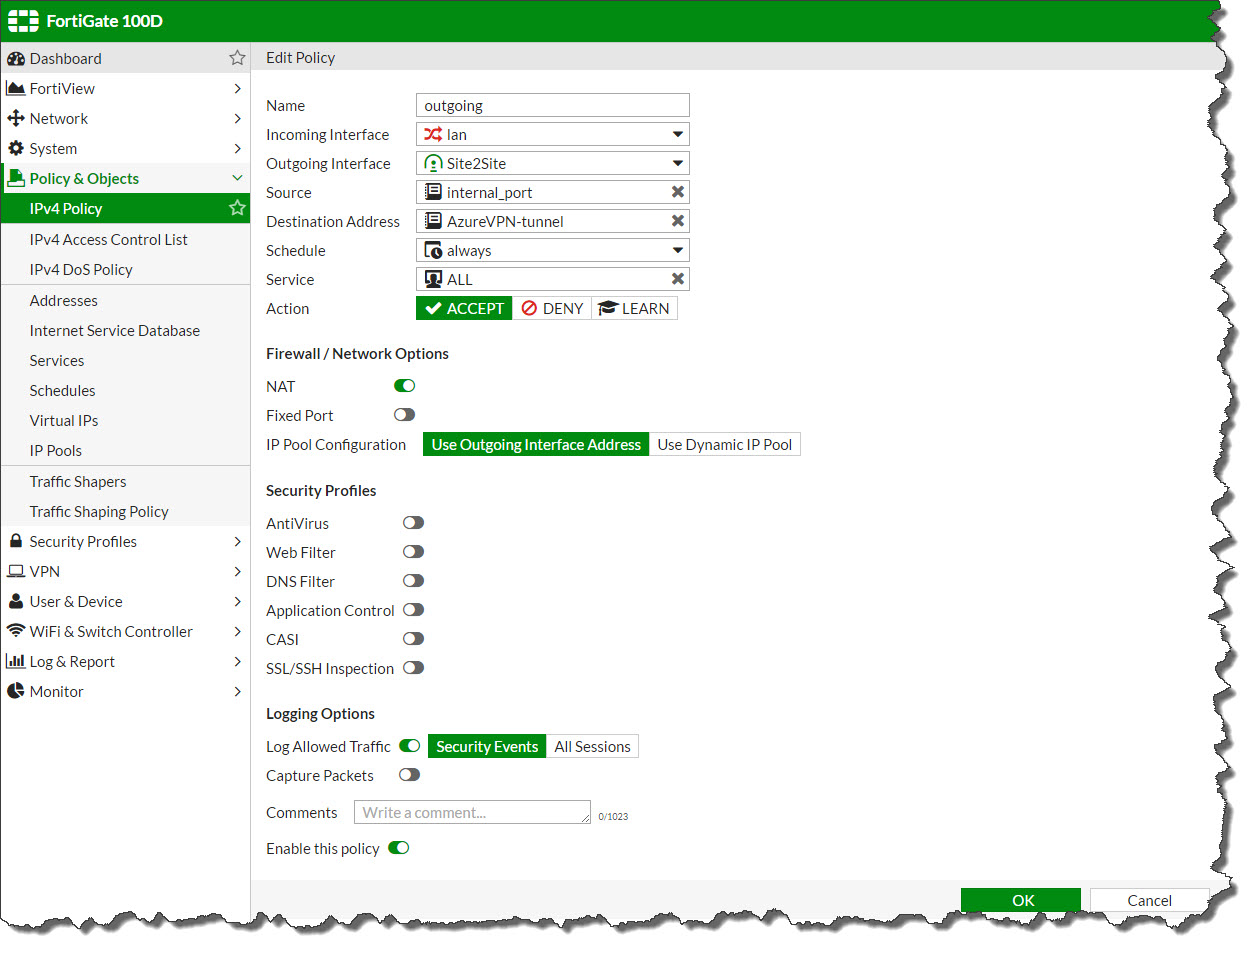 FortiGate 100D
Dashboard
FortiView
Network
System
Policy & Objects
IPv4 Policy
IPv4 Access Control List
IPv4 DoS Policy
Addresses
Internet Service Database
Services
Schedules
Virtual IPs
IP Pools
Traffic Shapers
Traffic Shaping Policy
Security Profiles
VPN
User & Device
WiFi & Switch Controller
Log & Report
Monitor
Edit Policy
Name outgoing
Incoming Interface lan
Outgoing Interface Site2Site
Source internal_port
Destination Address AzureVPN-tunnel
Schedule always
Service ALL
Action ACCEPT DENY LEARN
Firewall / Network Options
NAT
Fixed Port
IP Pool Configuration Use Outgoing Interface Address Use Dynamic IP Pool
Security Profiles
AntiVirus
Web Filter
DNS Filter
Application Control
CASI
SSL/SSH Inspection
Logging Options
Log Allowed Traffic Security Events All Sessions
Capture Packets
Comments Write a comment... 0/1023
Enable this policy
OK Cancel